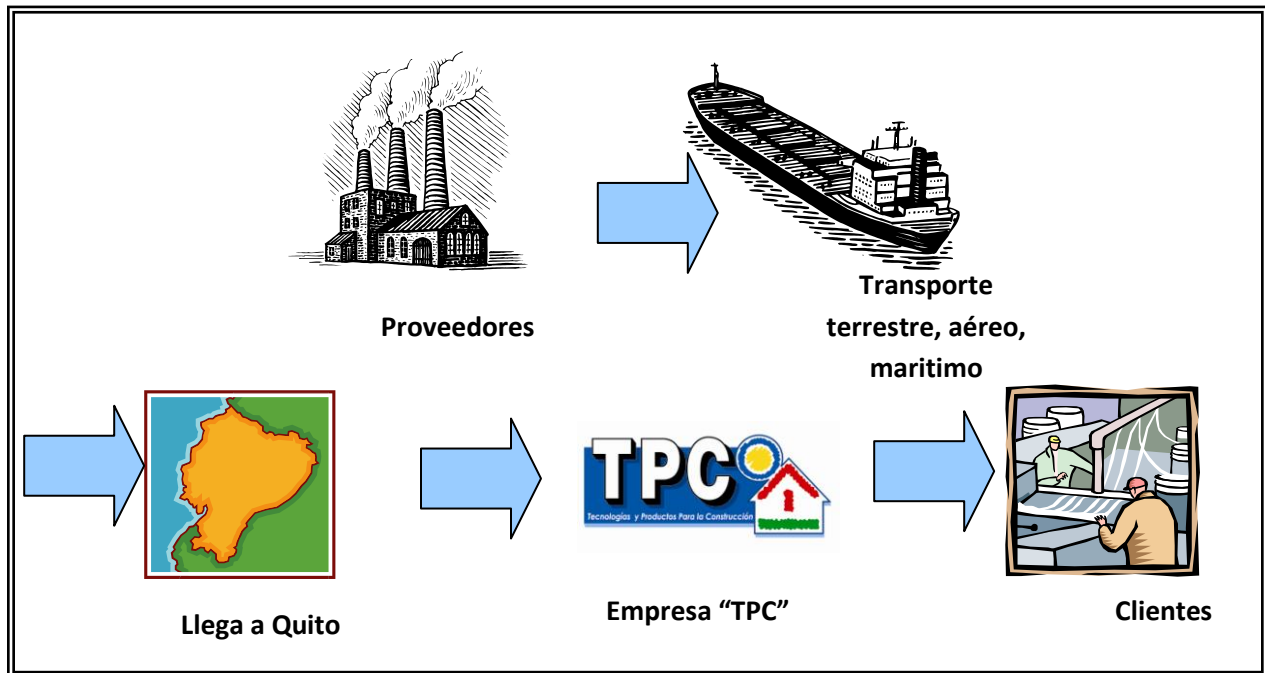 Proveedores
Transporte
terrestre, aéreo,
maritimo
TPC
Tecnologías y Productos Para la Construcción
Llega a Quito
Empresa “TPC”
Clientes